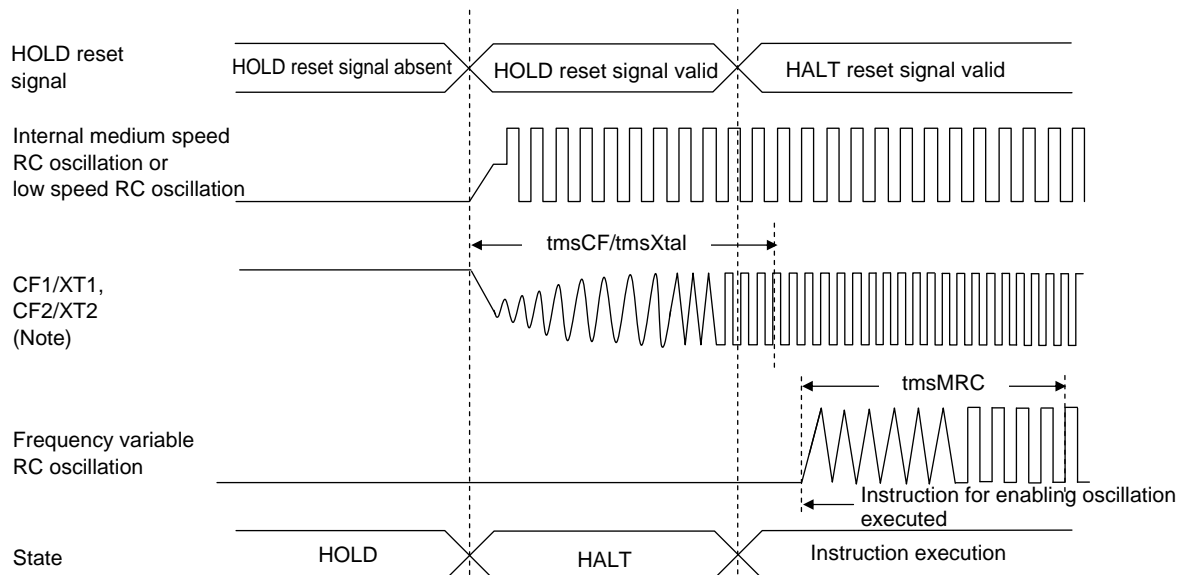 HOLD reset
signal
HOLD reset signal absent
HOLD reset signal valid
HALT reset signal valid
Internal medium speed
RC oscillation or
low speed RC oscillation
tmsCF/tmsXtal
CF1/XT1,
CF2/XT2
(Note)
tmsMRC
Frequency variable
RC oscillation
Instruction for enabling oscillation
executed
State
HOLD
HALT
Instruction execution